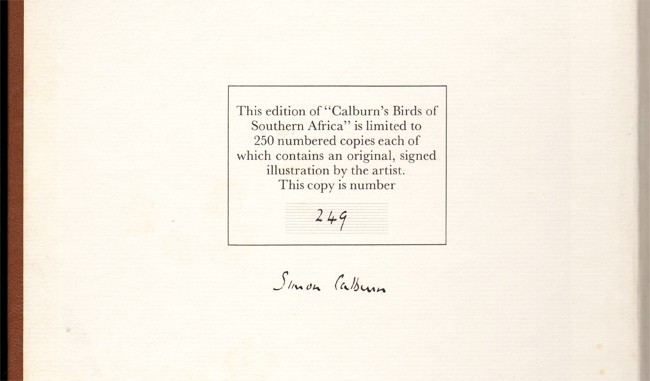 This edition of “Calburn’s Birds of
Southern Africa” is limited to
250 numbered copies each of
which contains an original, signed
illustration by the artist.
This copy is number
249
Simon Calburn